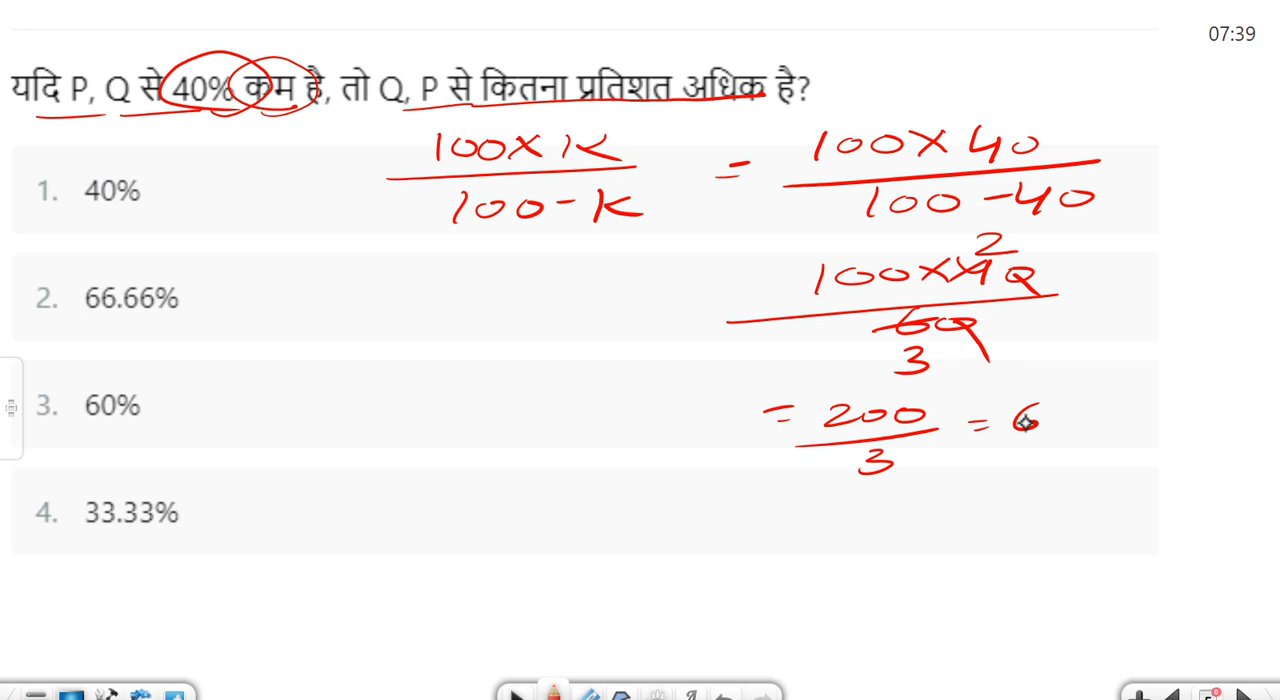 07:39
यदि P, Q से 40% कम है, तो Q, P से कितना प्रतिशत अधिक है?
100 × K / 100 - K = 100 × 40 / 100 - 40
1. 40%
2
100 × 40 / 60
2. 66.66%
3
3. 60%
= 200 / 3 = 6
4. 33.33%